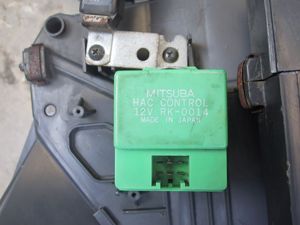 MITSUBA
HAC CONTROL
12V RK-0014
MADE IN JAPAN